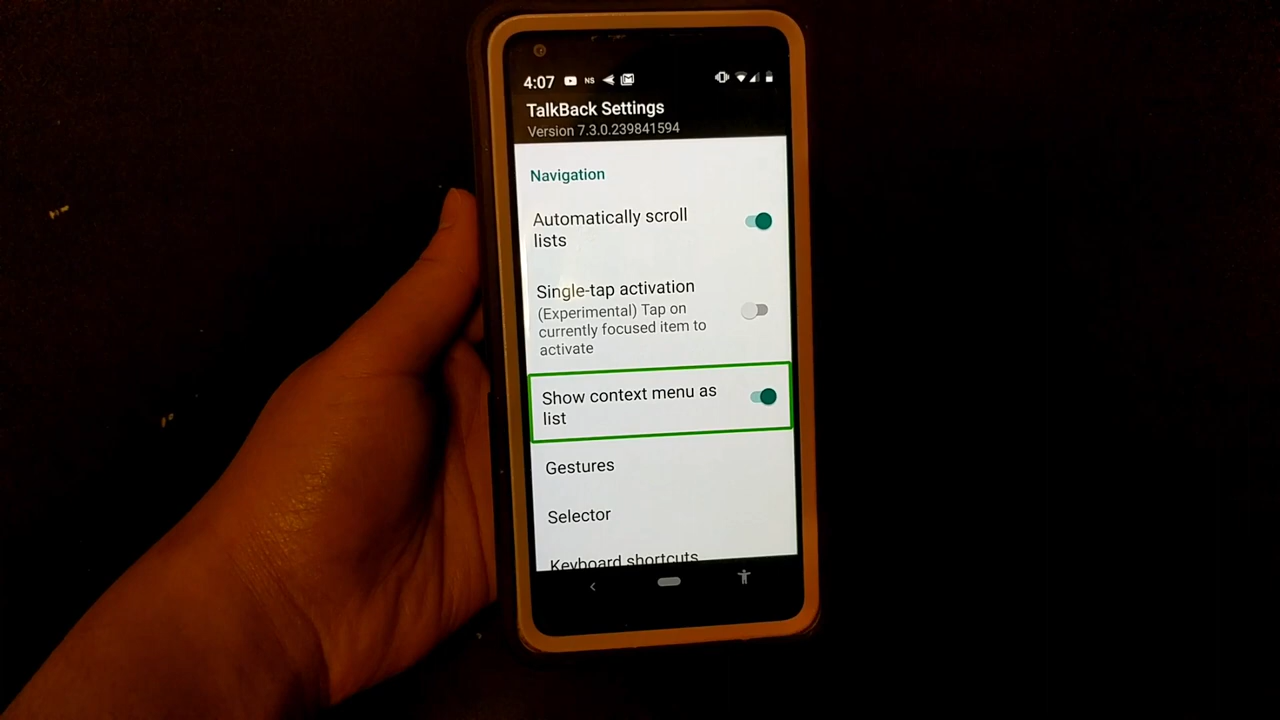 4:07 NS
TalkBack Settings
Version 7.3.0.239841594
Navigation
Automatically scroll
lists
Single-tap activation
(Experimental) Tap on
currently focused item to
activate
Show context menu as
list
Gestures
Selector
Keyboard shortcuts